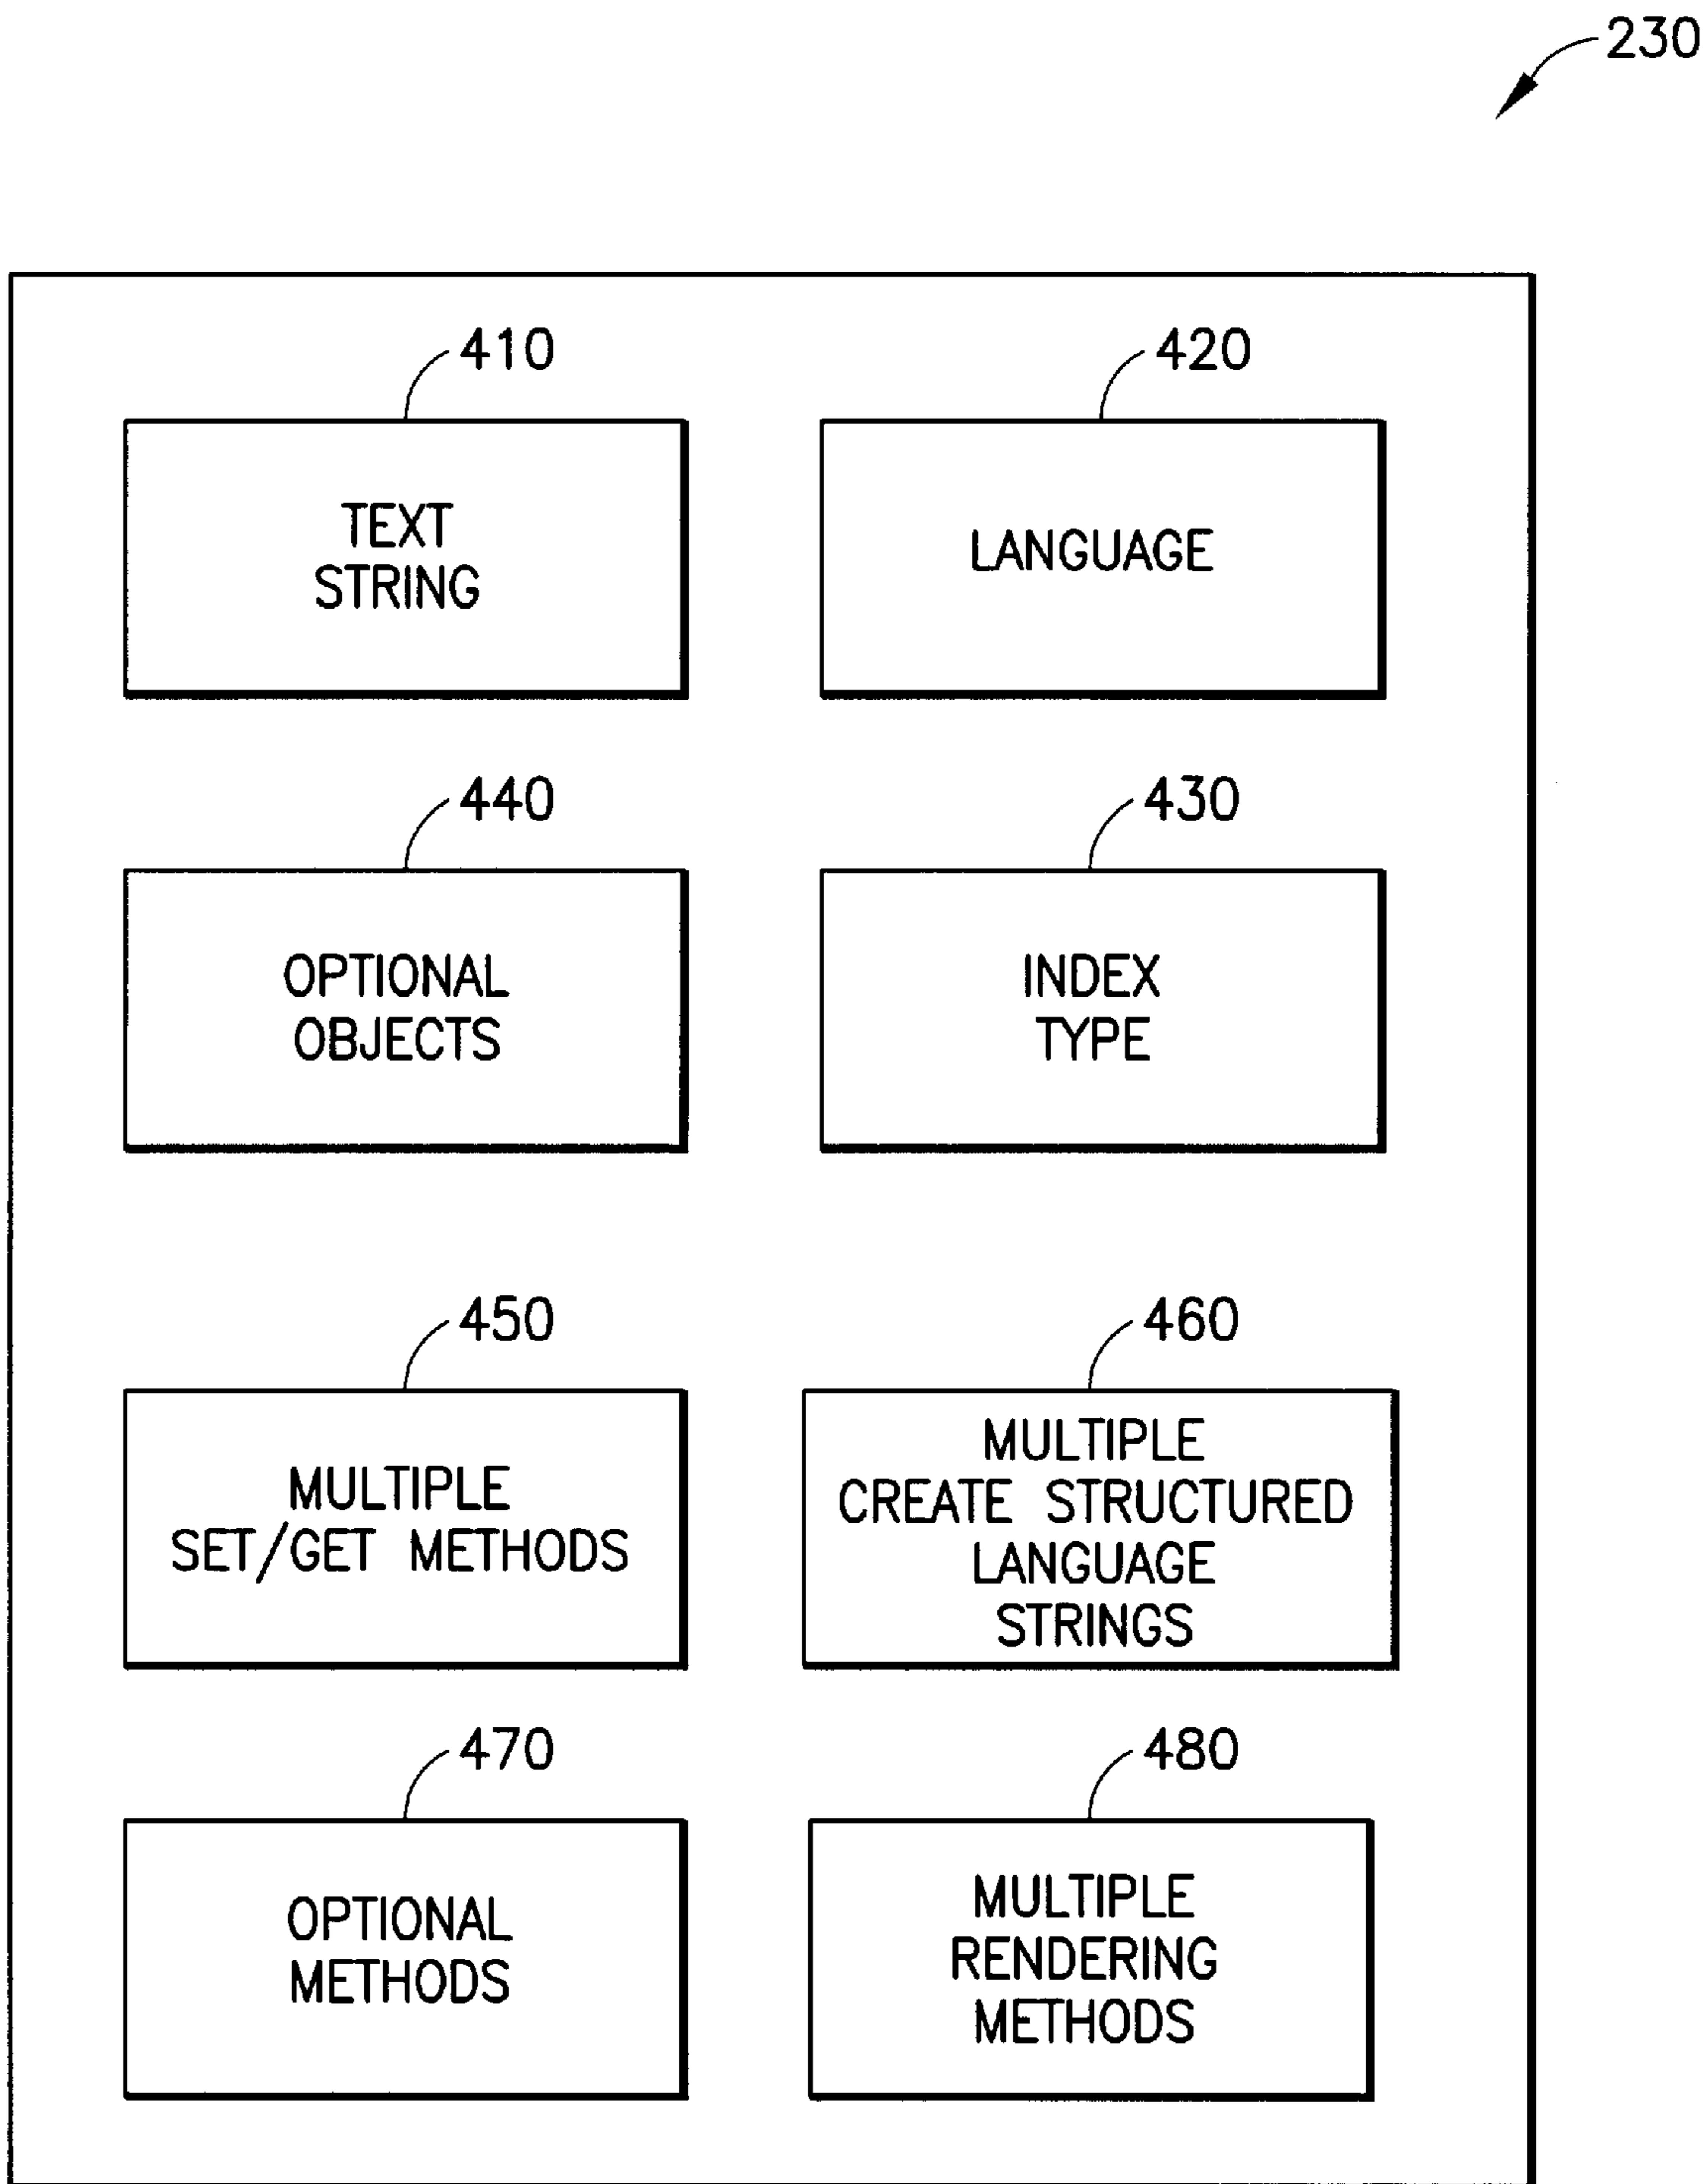 230
410
TEXT
STRING
420
LANGUAGE
440
OPTIONAL
OBJECTS
430
INDEX
TYPE
450
MULTIPLE
SET/GET METHODS
460
MULTIPLE
CREATE STRUCTURED
LANGUAGE
STRINGS
470
OPTIONAL
METHODS
480
MULTIPLE
RENDERING
METHODS